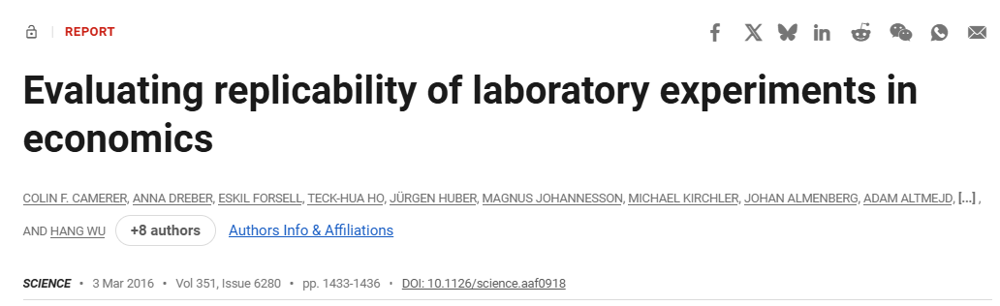 REPORT
Evaluating replicability of laboratory experiments in
economics
COLIN F. CAMERER, ANNA DREBER, ESKIL FORSELL, TECK-HUA HO, JÜRGEN HUBER, MAGNUS JOHANNESSON, MICHAEL KIRCHLER, JOHAN ALMENBERG, ADAM ALTMEJD, [...] ,
AND HANG WU +8 authors Authors Info & Affiliations
SCIENCE • 3 Mar 2016 • Vol 351, Issue 6280 • pp. 1433-1436 • DOI: 10.1126/science.aaf0918